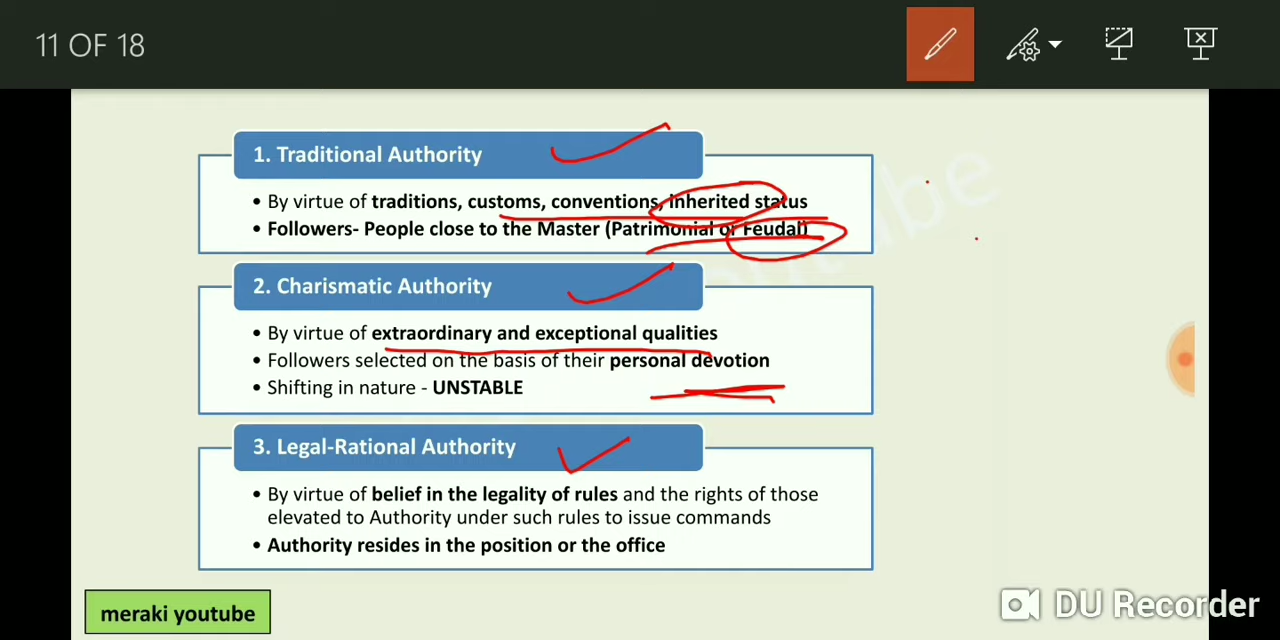 11 OF 18
1. Traditional Authority
• By virtue of traditions, customs, conventions, inherited status
• Followers- People close to the Master (Patrimonial or Feudal)
2. Charismatic Authority
• By virtue of extraordinary and exceptional qualities
• Followers selected on the basis of their personal devotion
• Shifting in nature - UNSTABLE
3. Legal-Rational Authority
• By virtue of belief in the legality of rules and the rights of those
elevated to Authority under such rules to issue commands
• Authority resides in the position or the office
meraki youtube
DU Recorder